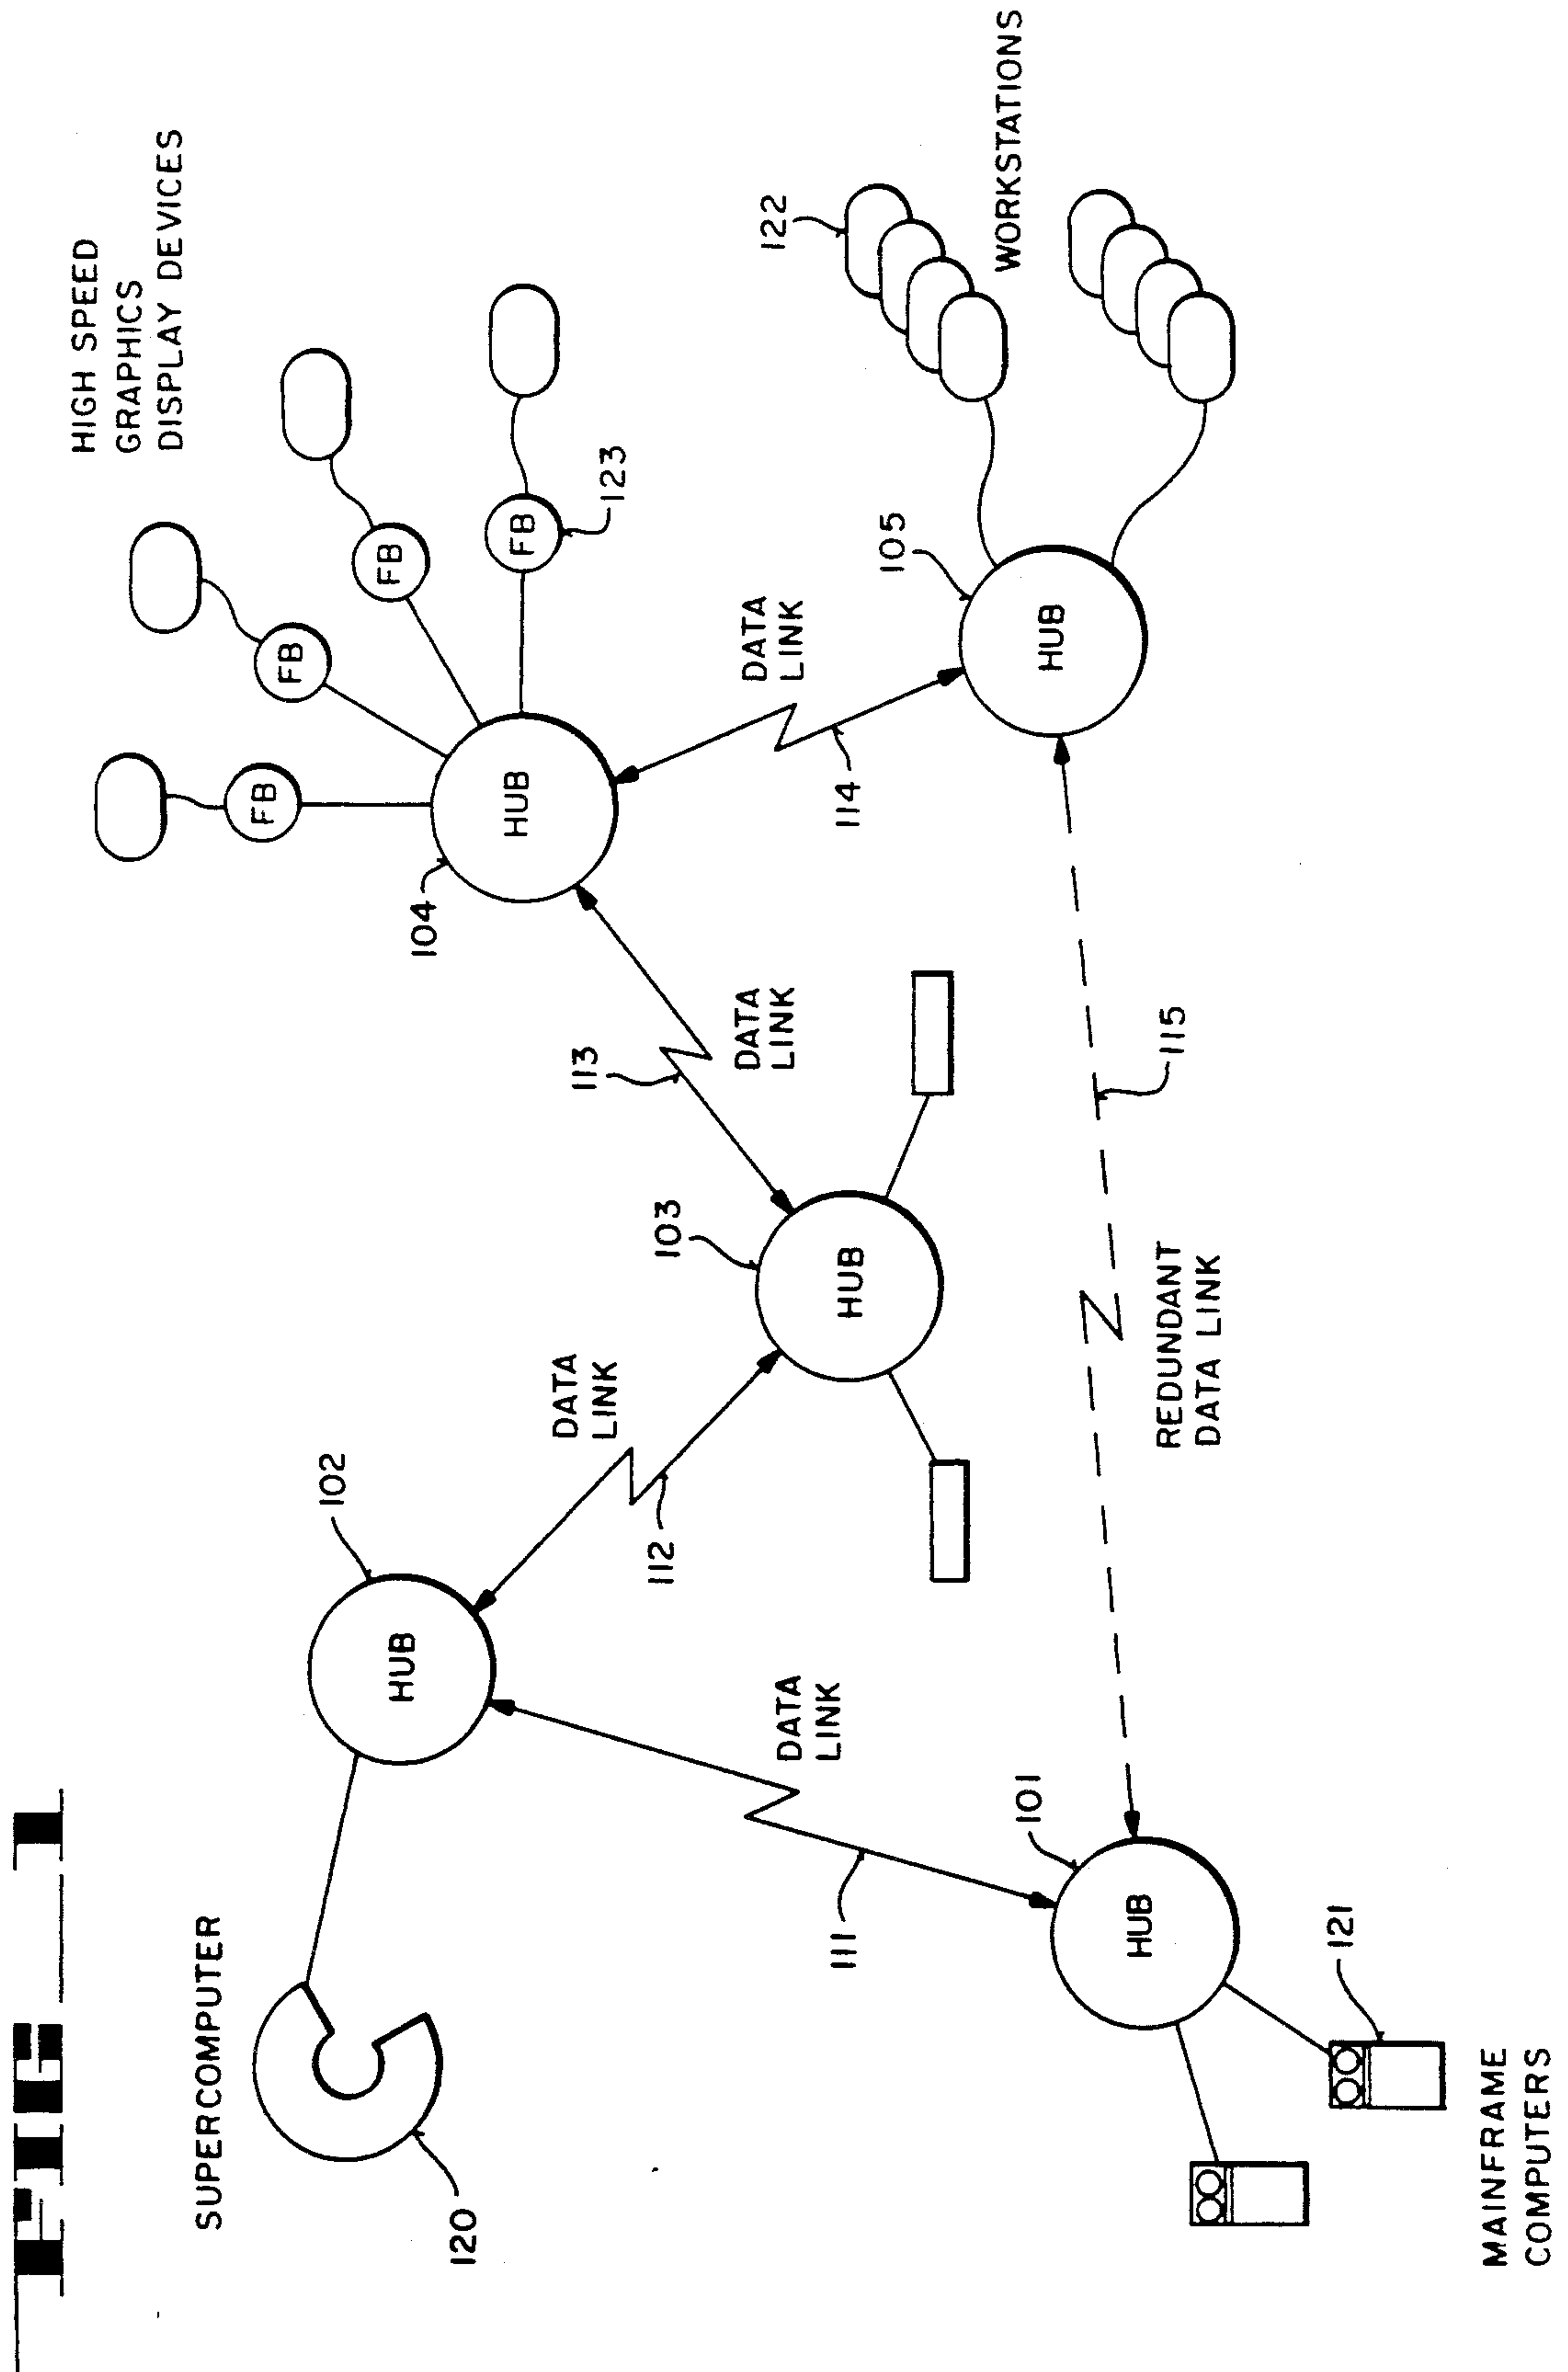 FIG 1
SUPERCOMPUTER
120
HUB
102
DATA
LINK
112
DATA
LINK
111
HUB
101
121
MAINFRAME
COMPUTERS
HUB
103
113
DATA
LINK
REDUNDANT
DATA LINK
115
HIGH SPEED
GRAPHICS
DISPLAY DEVICES
FB
FB
FB
FB
123
HUB
104
DATA
LINK
114
HUB
105
122
WORKSTATIONS